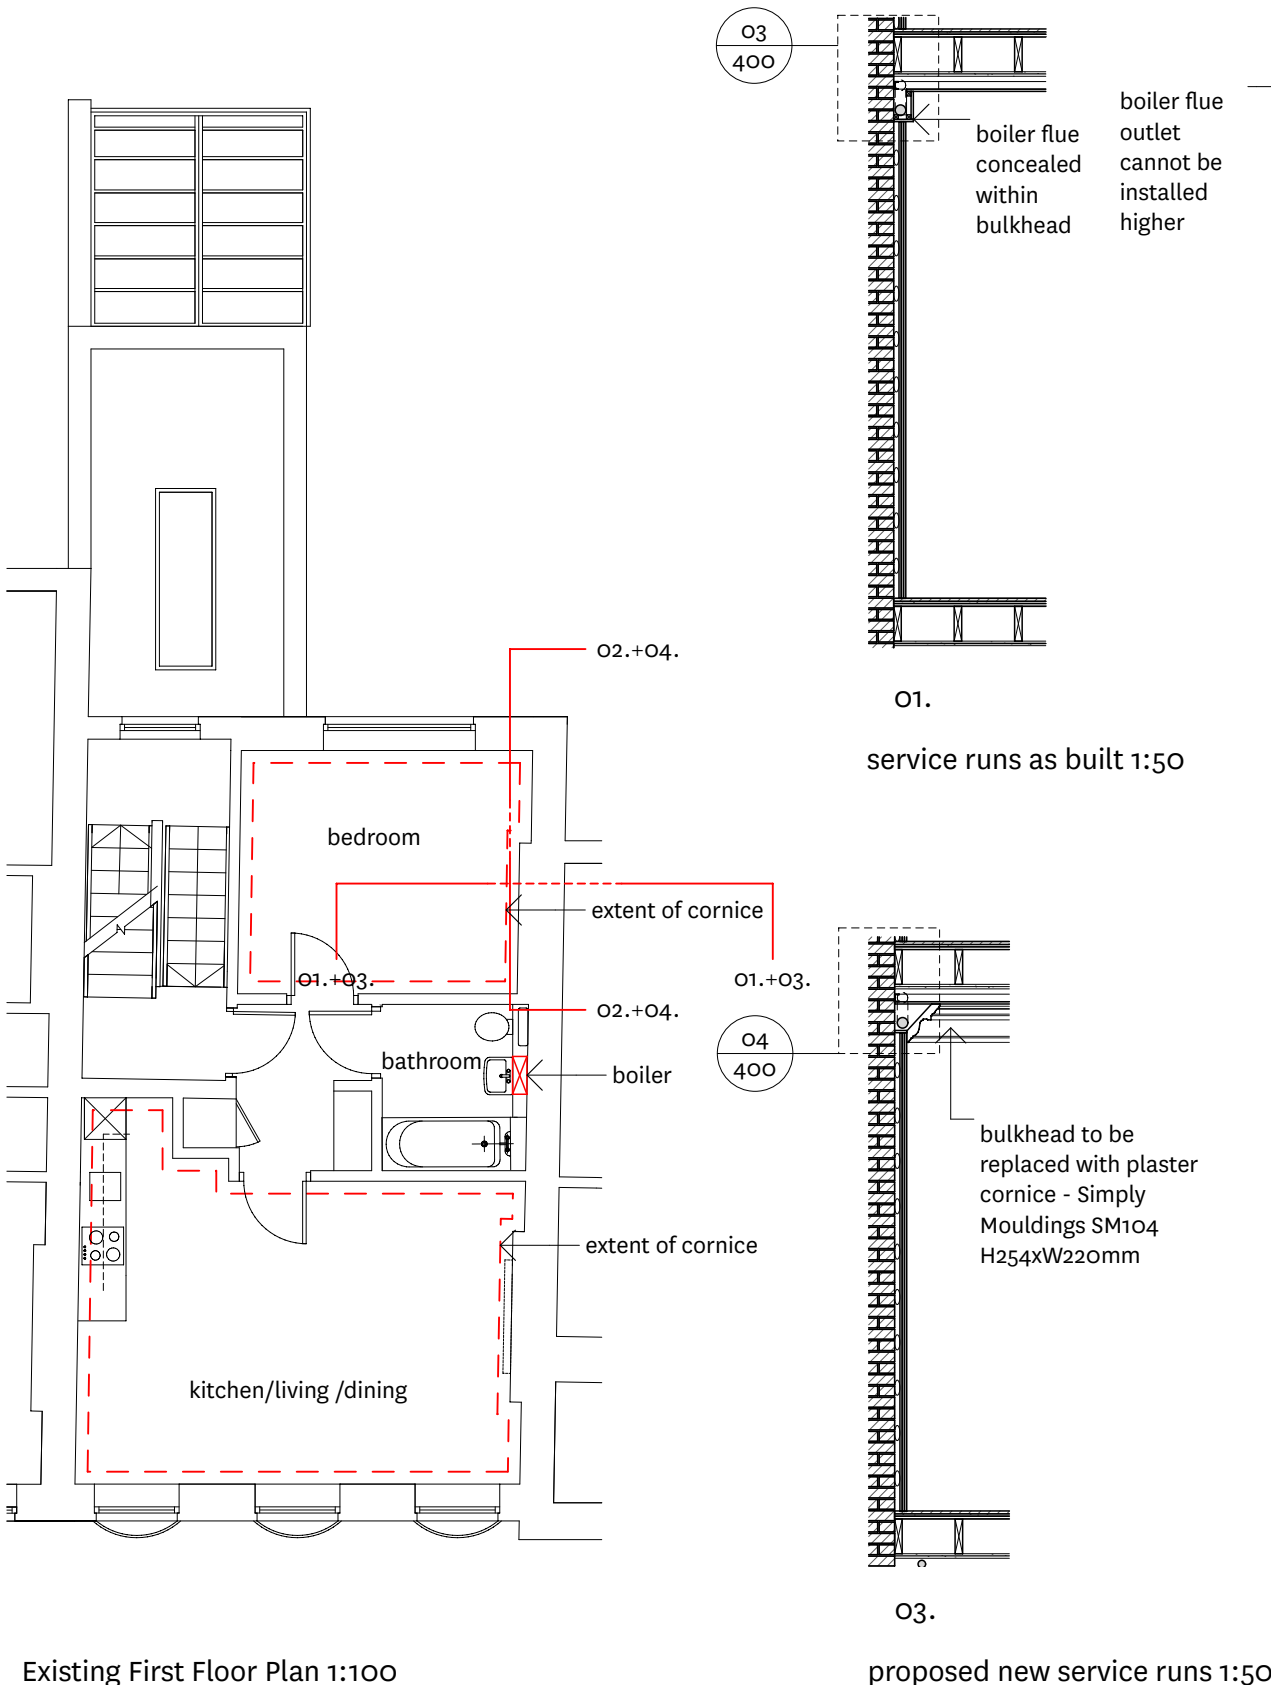 03
400
boiler flue
concealed
within
bulkhead
boiler flue
outlet
cannot be
installed
higher
01.
service runs as built 1:50
02.+04.
bedroom
extent of cornice
01.+03.
01.+03.
02.+04.
bathroom
boiler
04
400
bulkhead to be
replaced with plaster
cornice - Simply
Mouldings SM104
H254xW220mm
extent of cornice
kitchen/living /dining
03.
Existing First Floor Plan 1:100
proposed new service runs 1:50